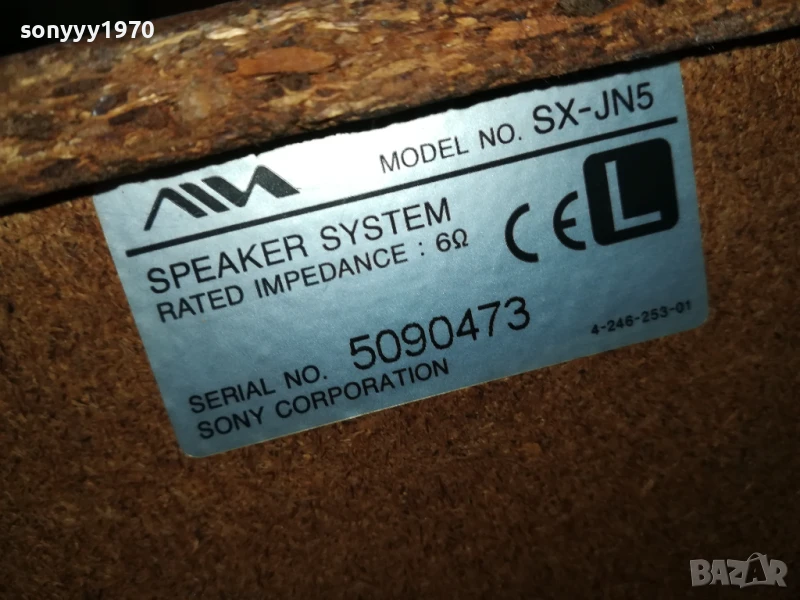 sonyyy1970
AIWA
MODEL NO. SX-JN5
SPEAKER SYSTEM
RATED IMPEDANCE : 6Ω
CE L
SERIAL NO. 5090473
4-246-253-01
SONY CORPORATION
BAZAR